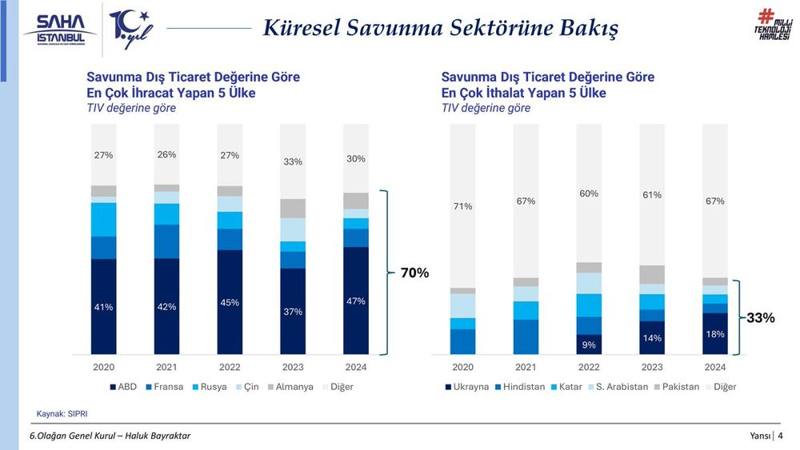 SAHA
İSTANBUL
10.yıl
Küresel Savunma Sektörüne Bakış
#MİLLİ
TEKNOLOJİ
HAMLESİ
Savunma Dış Ticaret Değerine Göre
En Çok İhracat Yapan 5 Ülke
TIV değerine göre
27% 26% 27% 33% 30%
41% 42% 45% 37% 47%
70%
2020 2021 2022 2023 2024
ABD Fransa Rusya Çin Almanya Diğer
Savunma Dış Ticaret Değerine Göre
En Çok İthalat Yapan 5 Ülke
TIV değerine göre
71% 67% 60% 61% 67%
9% 14% 18%
33%
2020 2021 2022 2023 2024
Ukrayna Hindistan Katar S. Arabistan Pakistan Diğer
Kaynak: SIPRI
6.Olağan Genel Kurul – Haluk Bayraktar
Yansı| 4